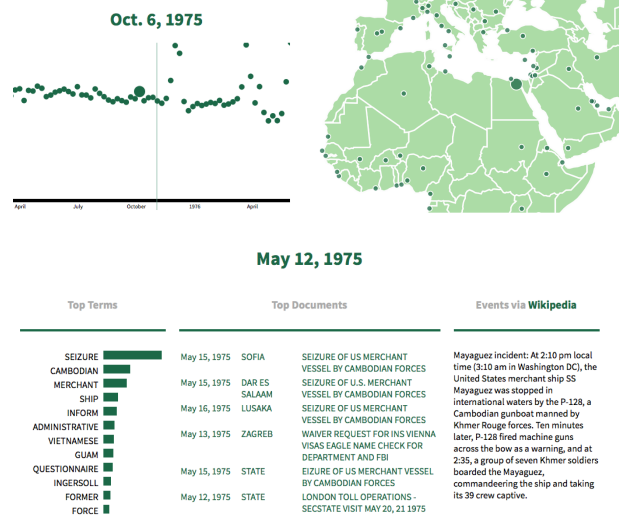 Oct. 6, 1975
April
July
October
1976
April
May 12, 1975
Top Terms
SEIZURE
CAMBODIAN
MERCHANT
SHIP
INFORM
ADMINISTRATIVE
VIETNAMESE
GUAM
QUESTIONNAIRE
INGERSOLL
FORMER
FORCE
Top Documents
May 15, 1975 SOFIA SEIZURE OF US MERCHANT
VESSEL BY CAMBODIAN FORCES
May 15, 1975 DAR ES SEIZURE OF U.S. MERCHANT
SALAAM VESSEL BY CAMBODIAN FORCES
May 16, 1975 LUSAKA SEIZURE OF US MERCHANT
VESSEL BY CAMBODIAN FORCES
May 13, 1975 ZAGREB WAIVER REQUEST FOR INS VIENNA
VISAS EAGLE NAME CHECK FOR
DEPARTMENT AND FBI
May 15, 1975 STATE EIZURE OF US MERCHANT VESSEL
BY CAMBODIAN FORCES
May 12, 1975 STATE LONDON TOLL OPERATIONS -
SECSTATE VISIT MAY 20, 21 1975
Events via Wikipedia
Mayaguez incident: At 2:10 pm local
time (3:10 am in Washington DC), the
United States merchant ship SS
Mayaguez was stopped in
international waters by the P-128, a
Cambodian gunboat manned by
Khmer Rouge forces. Ten minutes
later, P-128 fired machine guns
across the bow as a warning, and at
2:35, a group of seven Khmer soldiers
boarded the Mayaguez,
commandeering the ship and taking
its 39 crew captive.